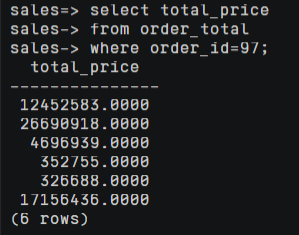 sales=> select total_price
sales-> from order_total
sales-> where order_id=97;
total_price
---------------
12452583.0000
26690918.0000
4696939.0000
352755.0000
326688.0000
17156436.0000
(6 rows)